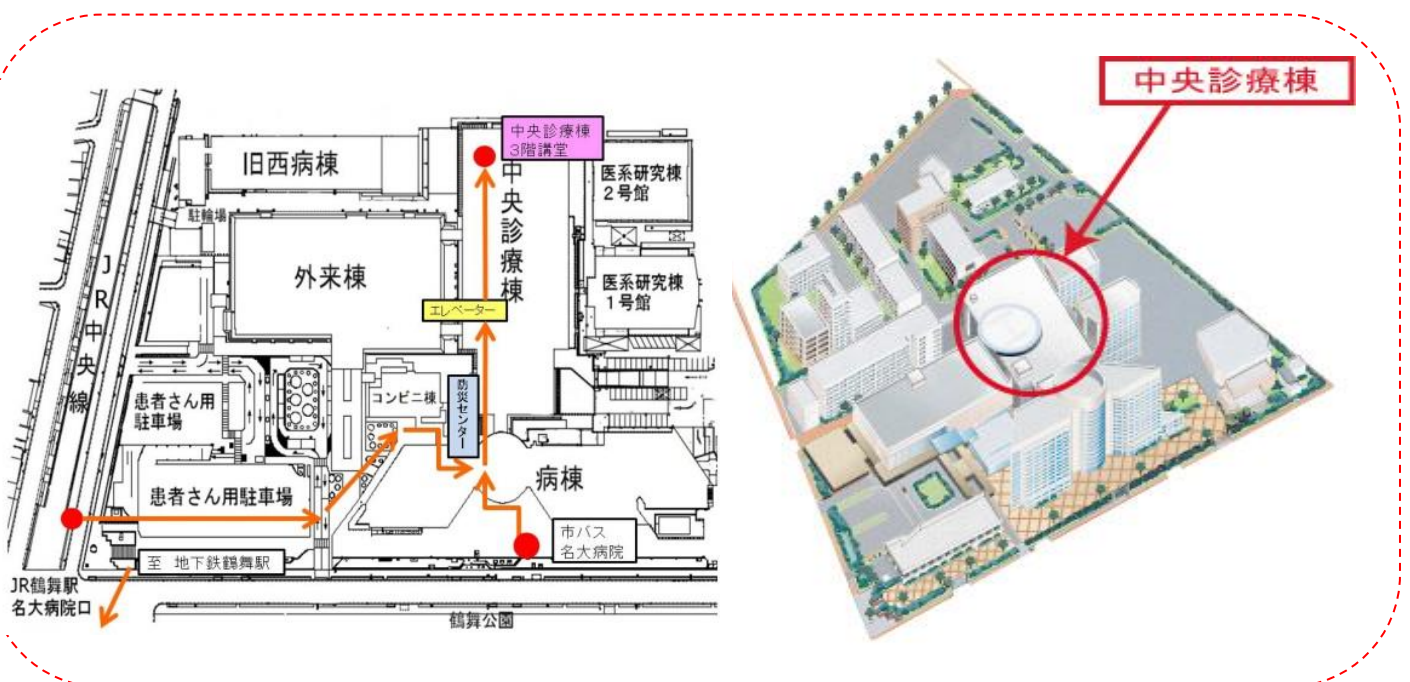 中央診療棟
中央診療棟
3階講堂
旧西病棟
医系研究棟
2号館
中央診療棟
駐輪場
外来棟
JR中央線
医系研究棟
1号館
エレベーター
コンビニ棟
防災センター
患者さん用
駐車場
病棟
患者さん用駐車場
市バス
名大病院
至 地下鉄鶴舞駅
JR鶴舞駅
名大病院口
鶴舞公園